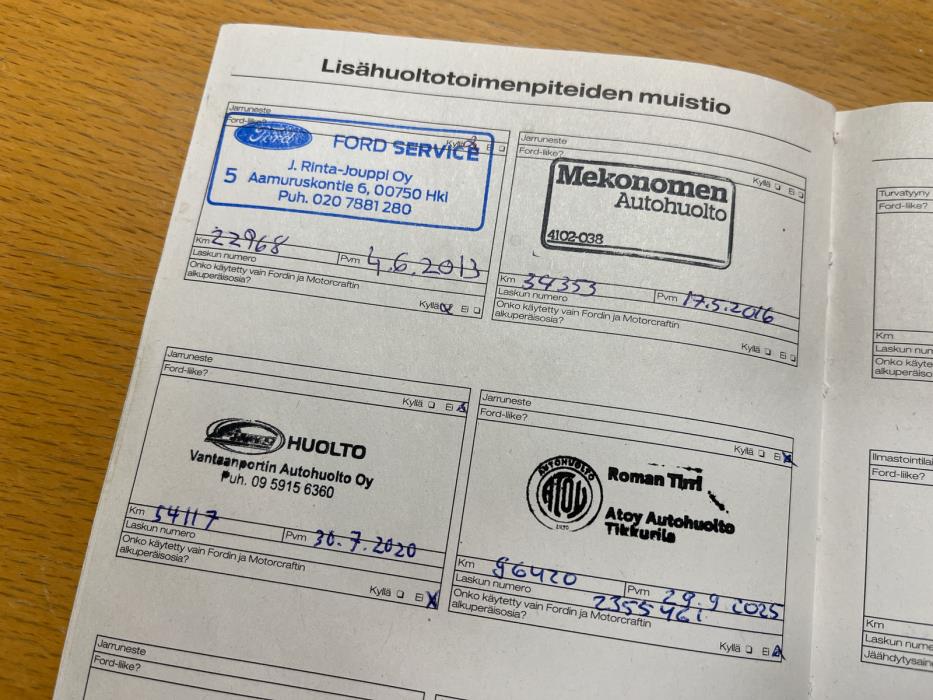 Lisähuoltotoimenpiteiden muistio
Jarruneste
Ford-liike?
Kyllä Ei
Ford FORD SERVICE
J. Rinta-Jouppi Oy
5 Aamuruskontie 6, 00750 Hki
Puh. 020 7881 280
Km 22968
Pvm 4.6.2013
Laskun numero
Onko käytetty vain Fordin ja Motorcraftin
alkuperäisosia?
Kyllä Ei
Jarruneste
Ford-liike?
Kyllä Ei
Mekonomen
Autohuolto
4102-038
Km 34353
Pvm 17.5.2016
Laskun numero
Onko käytetty vain Fordin ja Motorcraftin
alkuperäisosia?
Kyllä Ei
Jarruneste
Ford-liike?
Kyllä Ei
HUOLTO
Vantaanportin Autohuolto Oy
Puh. 09 5915 6360
Km 54117
Pvm 30.7.2020
Laskun numero
Onko käytetty vain Fordin ja Motorcraftin
alkuperäisosia?
Kyllä Ei
Jarruneste
Ford-liike?
Kyllä Ei
AUTOHUOLTO
ATOY
Roman Tirri
Atoy Autohuolto
Tikkurila
Km 96420
Pvm 29.9 2025
Laskun numero 2355461
Onko käytetty vain Fordin ja Motorcraftin
alkuperäisosia?
Kyllä Ei
Jarruneste
Ford-liike?
Turvatyyny
Ford-liike?
Km
Laskun num
Onko käyte
alkuperäiso
Ilmastointilai
Ford-liike?
Km
Laskun nume
Jäähdytysain